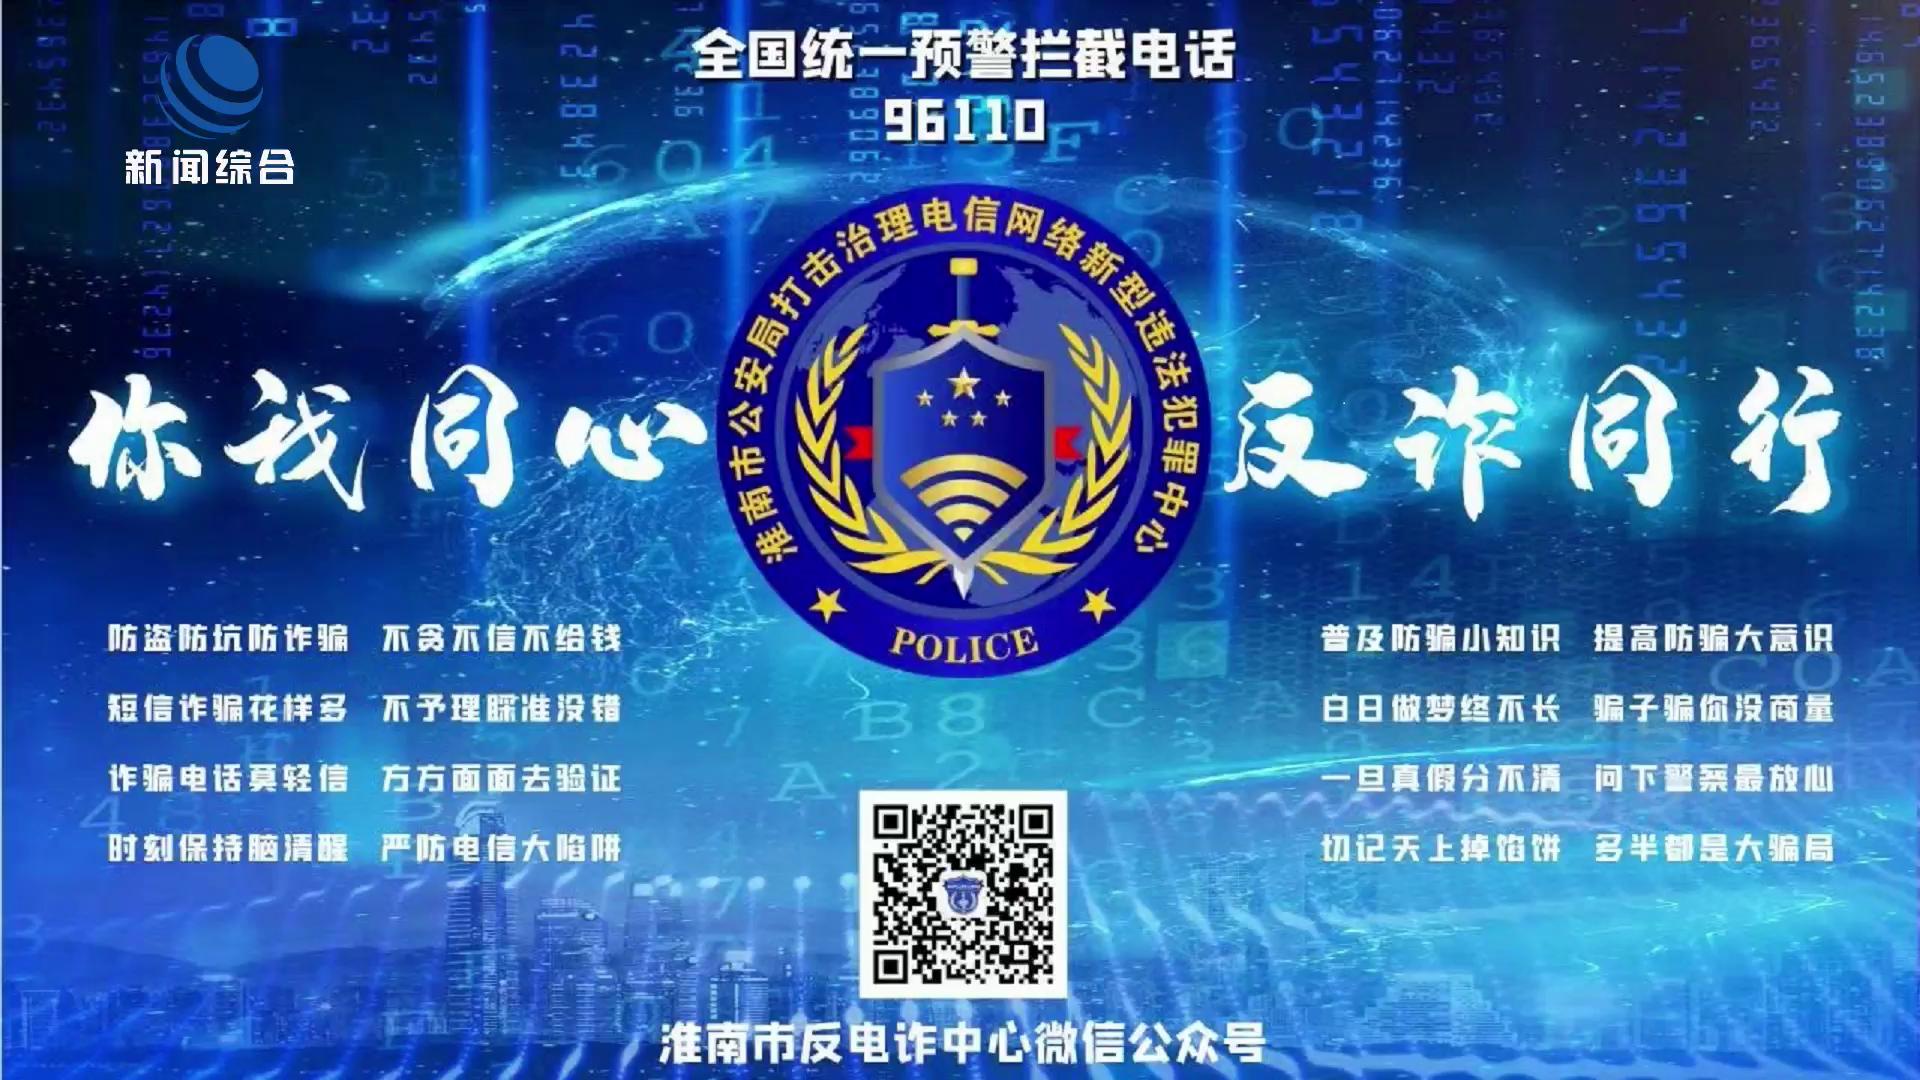 全国统一预警拦截电话
96110
新闻综合
淮南市公安局打击治理电信网络新型违法犯罪中心
POLICE
你我同心
反诈同行
防盗防坑防诈骗 不贪不信不给钱
短信诈骗花样多 不予理睬准没错
诈骗电话莫轻信 方方面面去验证
时刻保持脑清醒 严防电信大陷阱
普及防骗小知识 提高防骗大意识
白日做梦终不长 骗子骗你没商量
一旦真假分不清 问下警察最放心
切记天上掉馅饼 多半都是大骗局
淮南市反电诈中心微信公众号